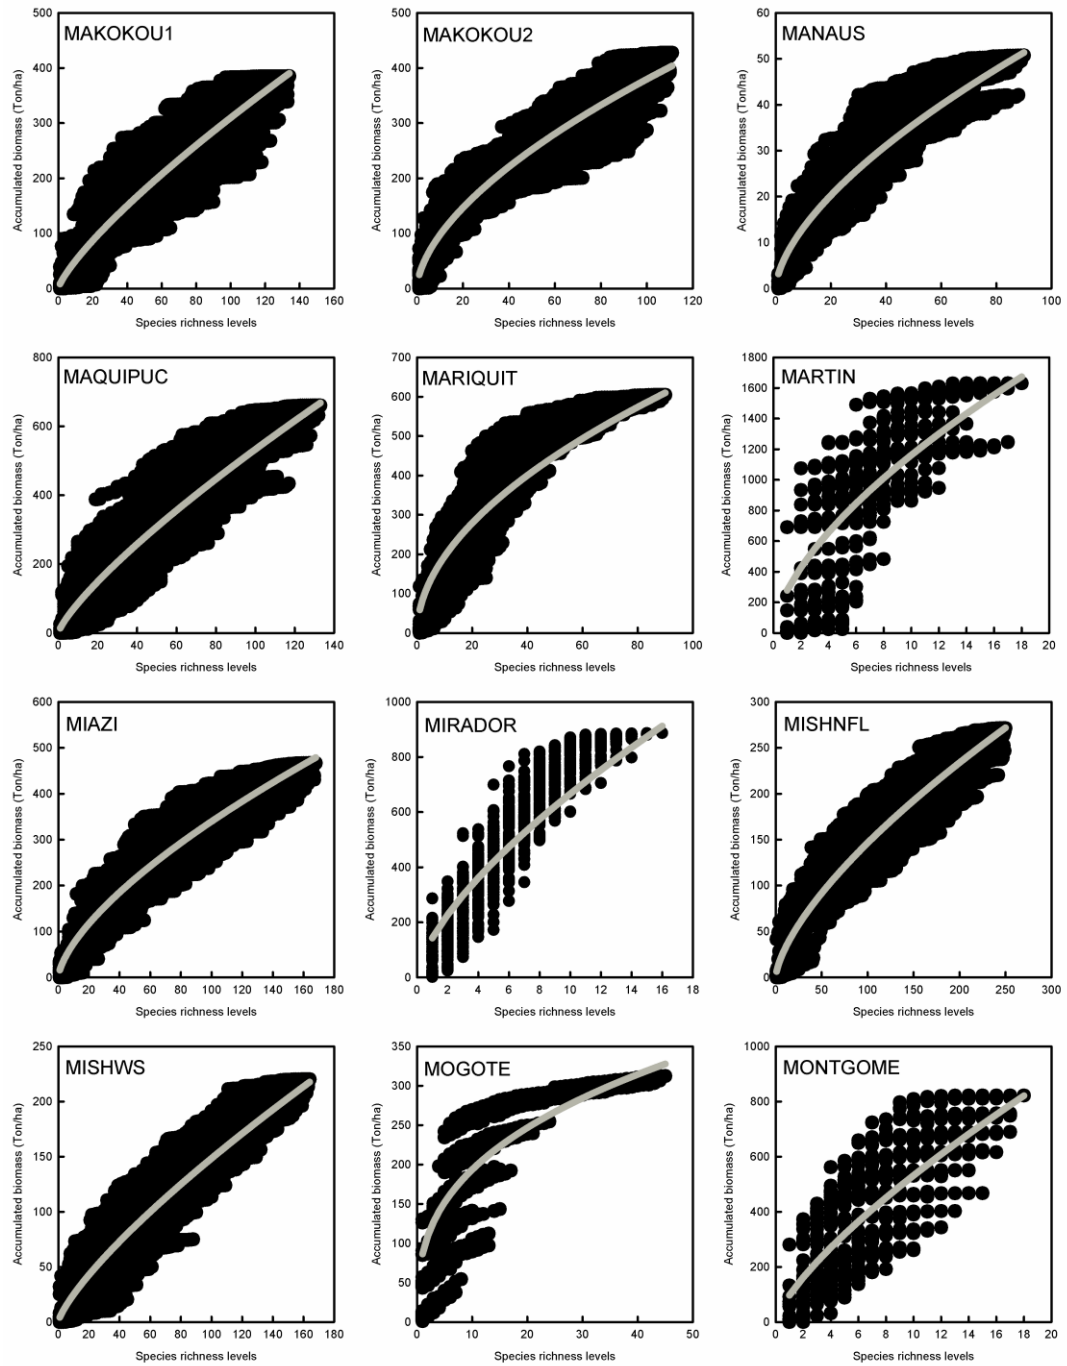 MAKOKOU1
Accumulated biomass (Ton/ha)
500
400
300
200
100
0
0 20 40 60 80 100 120 140 160
Species richness levels
MAKOKOU2
Accumulated biomass (Ton/ha)
500
400
300
200
100
0
0 20 40 60 80 100 120
Species richness levels
MANAUS
Accumulated biomass (Ton/ha)
60
50
40
30
20
10
0
0 20 40 60 80 100
Species richness levels
MAQUIPUC
Accumulated biomass (Ton/ha)
800
600
400
200
0
0 20 40 60 80 100 120 140
Species richness levels
MARIQUIT
Accumulated biomass (Ton/ha)
700
600
500
400
300
200
100
0
0 20 40 60 80 100
Species richness levels
MARTIN
Accumulated biomass (Ton/ha)
1800
1600
1400
1200
1000
800
600
400
200
0
0 2 4 6 8 10 12 14 16 18 20
Species richness levels
MIAZI
Accumulated biomass (Ton/ha)
600
500
400
300
200
100
0
0 20 40 60 80 100 120 140 160 180
Species richness levels
MIRADOR
Accumulated biomass (Ton/ha)
1000
800
600
400
200
0
0 2 4 6 8 10 12 14 16 18
Species richness levels
MISHNFL
Accumulated biomass (Ton/ha)
300
250
200
150
100
50
0
0 50 100 150 200 250 300
Species richness levels
MISHWS
Accumulated biomass (Ton/ha)
250
200
150
100
50
0
0 20 40 60 80 100 120 140 160 180
Species richness levels
MOGOTE
Accumulated biomass (Ton/ha)
350
300
250
200
150
100
50
0
0 10 20 30 40 50
Species richness levels
MONTGOME
Accumulated biomass (Ton/ha)
1000
800
600
400
200
0
0 2 4 6 8 10 12 14 16 18 20
Species richness levels